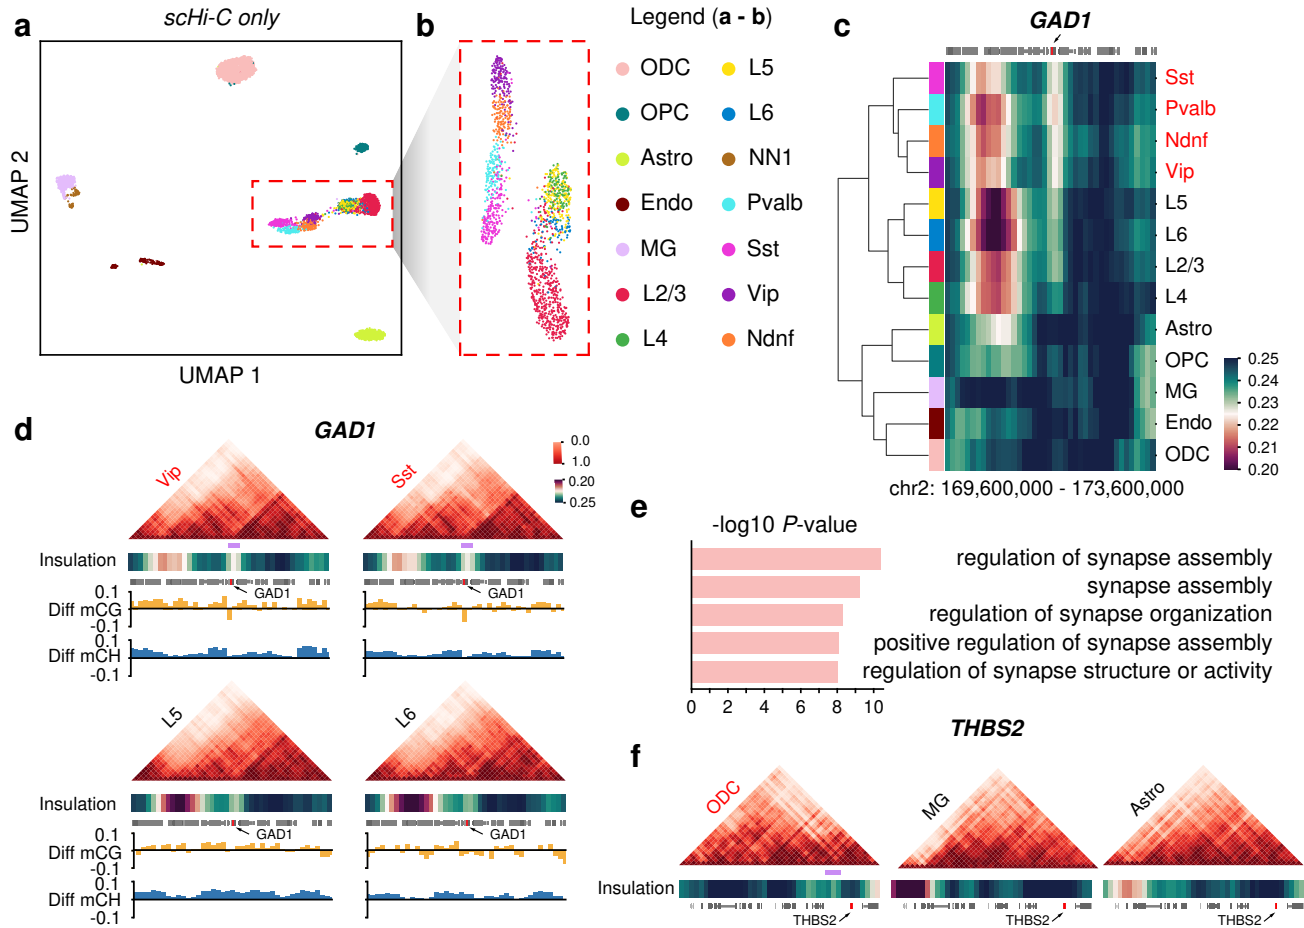 a
scHi-C only
UMAP 2
UMAP 1
b
Legend (a - b)
ODC
OPC
Astro
Endo
MG
L2/3
L4
L5
L6
NN1
Pvalb
Sst
Vip
Ndnf
c
GAD1
Sst
Pvalb
Ndnf
Vip
L5
L6
L2/3
L4
Astro
OPC
MG
Endo
ODC
0.25
0.24
0.23
0.22
0.21
0.20
chr2: 169,600,000 - 173,600,000
d
GAD1
0.0
1.0
0.20
0.25
Vip
Sst
Insulation
GAD1
GAD1
0.1
Diff mCG
-0.1
0.1
Diff mCH
-0.1
L5
L6
Insulation
GAD1
GAD1
0.1
Diff mCG
-0.1
0.1
Diff mCH
-0.1
e
-log10 P-value
regulation of synapse assembly
synapse assembly
regulation of synapse organization
positive regulation of synapse assembly
regulation of synapse structure or activity
0 2 4 6 8 10
f
THBS2
ODC
MG
Astro
Insulation
THBS2
THBS2
THBS2